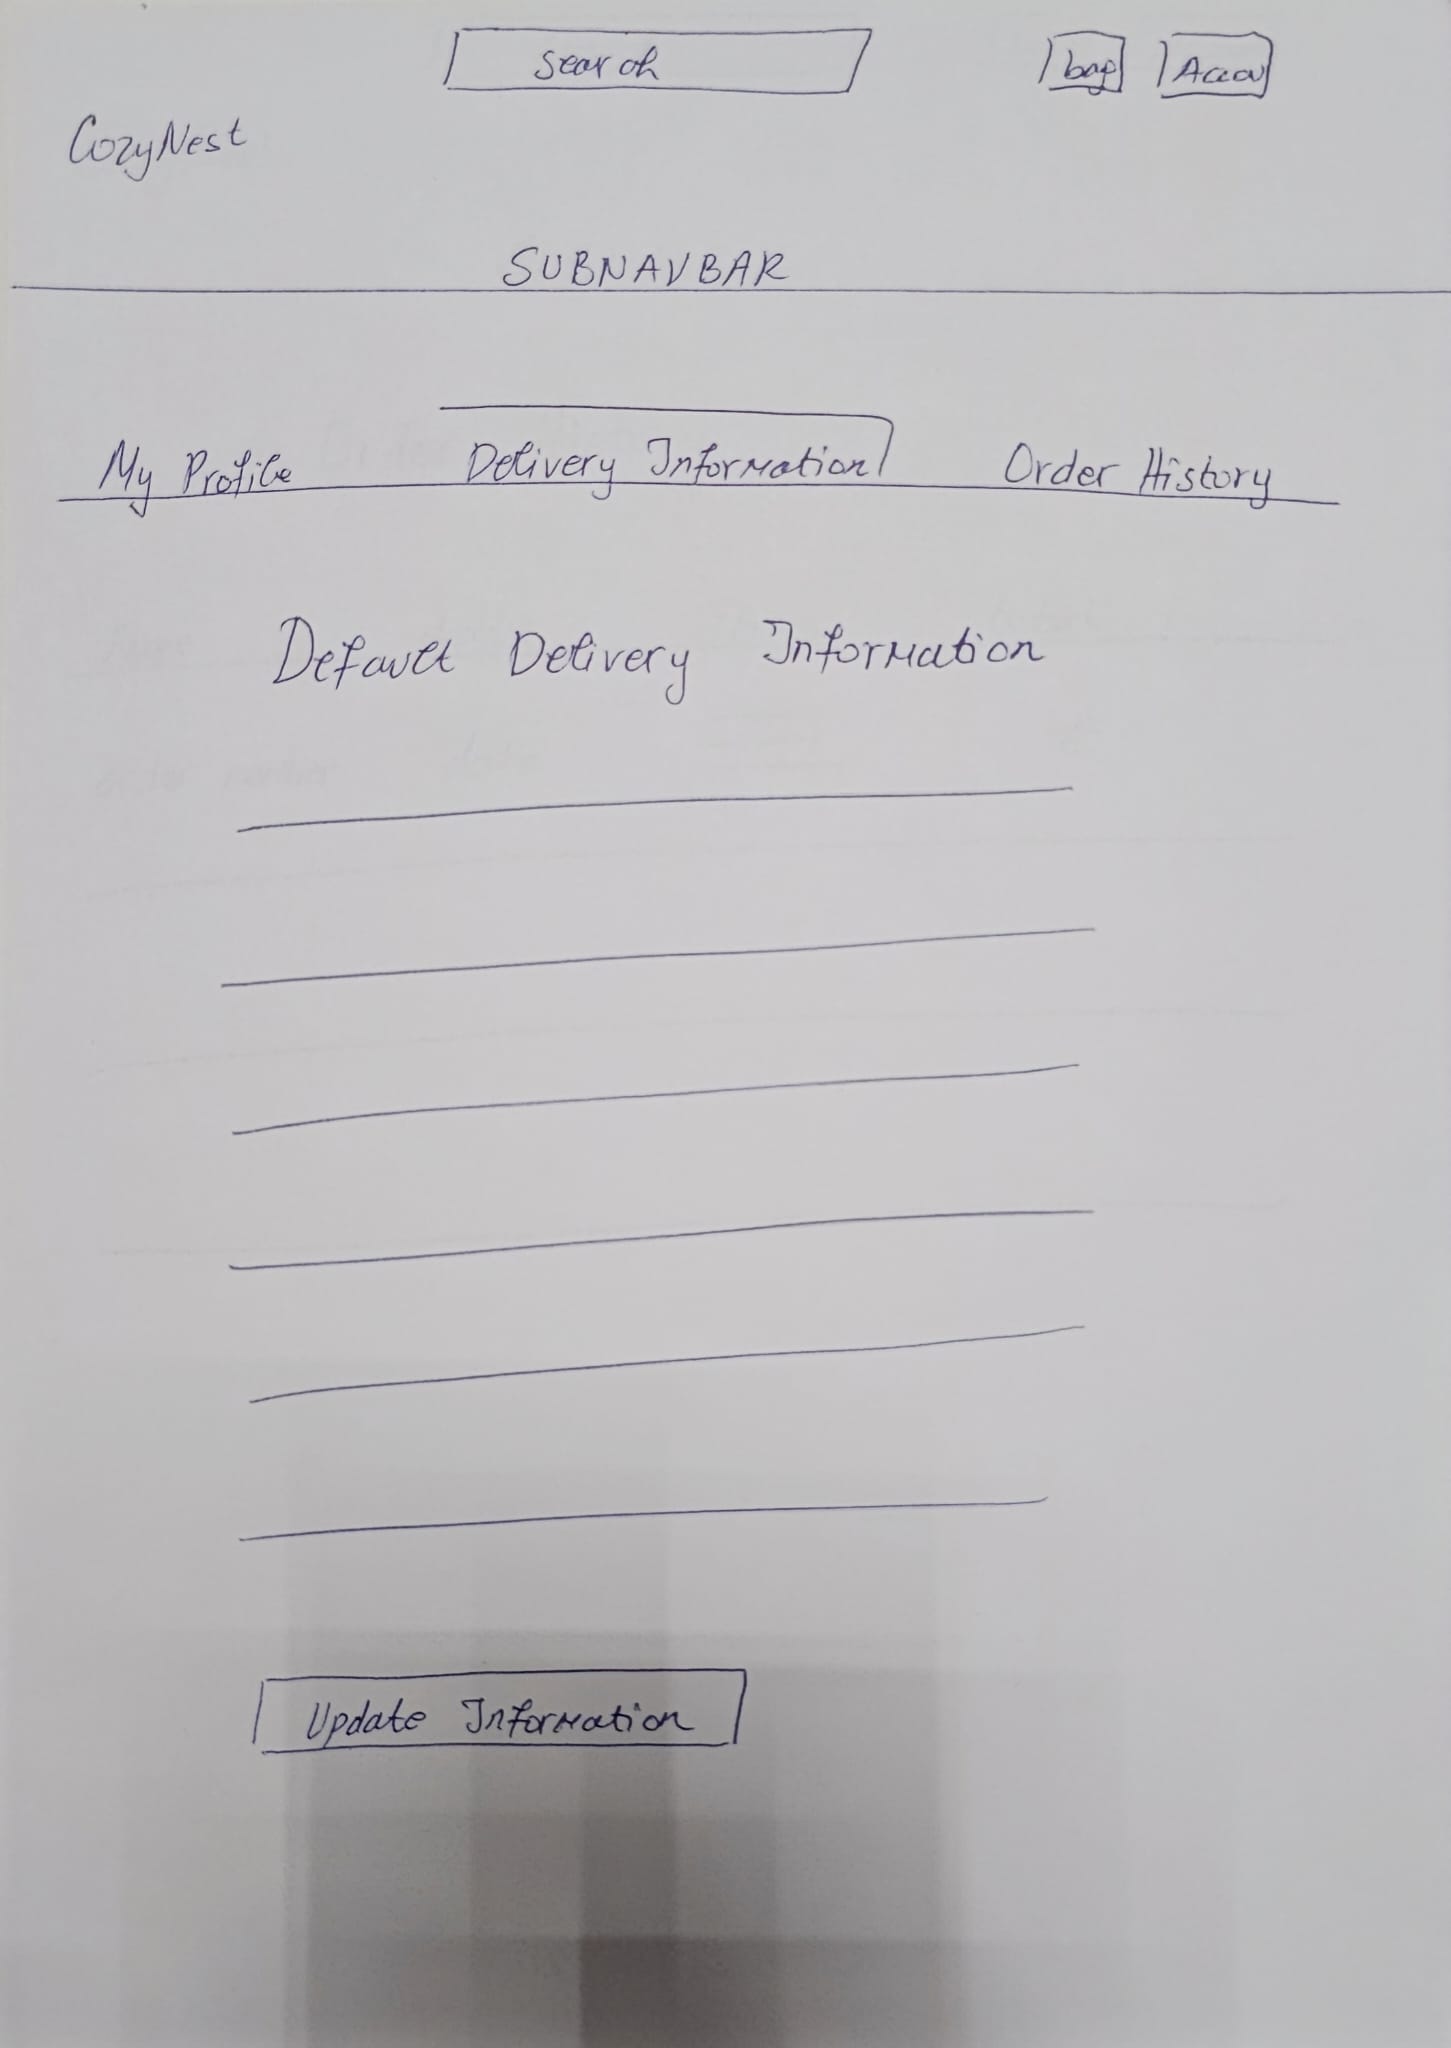 Search bag Accou
CozyNest
SUBNAVBAR
My Profile Delivery Information Order History
Default Delivery Information
Update Information